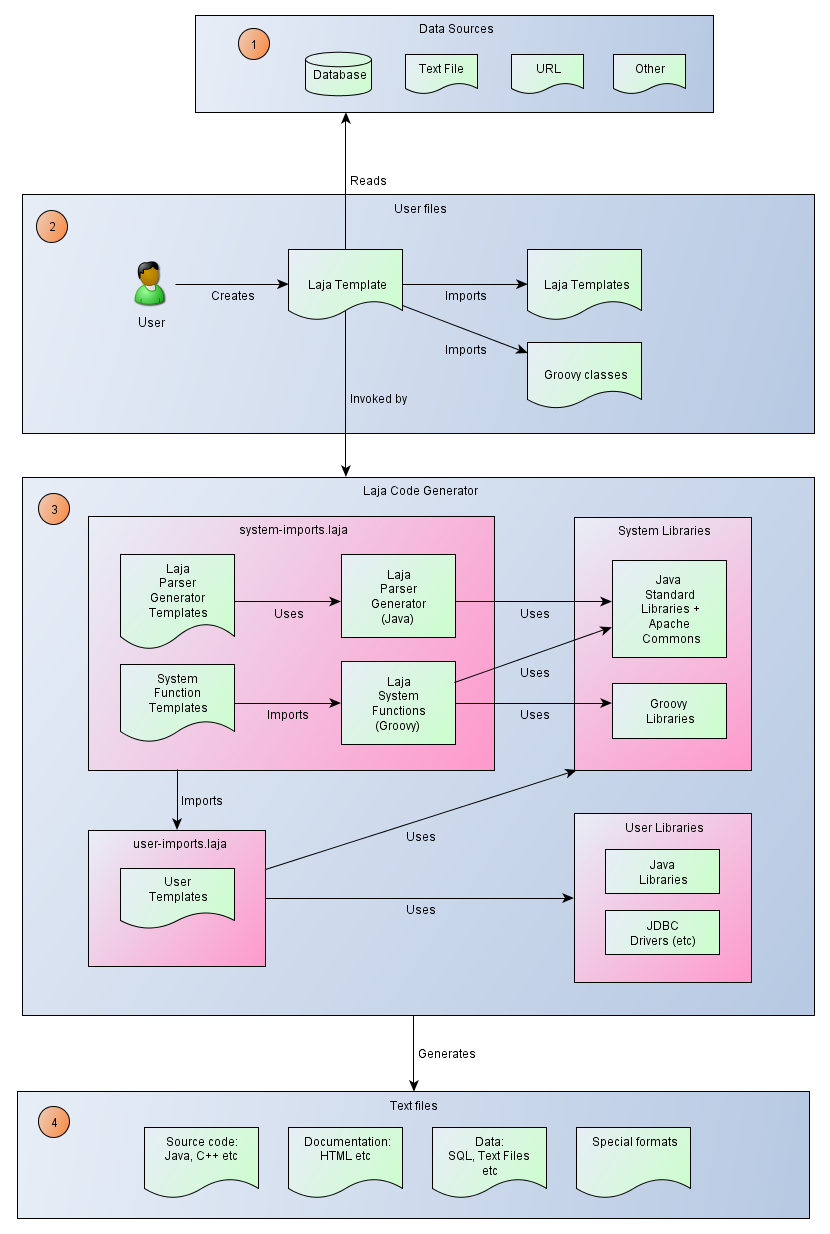 Data Sources
1
Database
Text File
URL
Other
Reads
User files
2
User
Creates
Laja Template
Imports
Laja Templates
Imports
Groovy classes
Invoked by
Laja Code Generator
3
system-imports.laja
Laja
Parser
Generator
Templates
Uses
Laja
Parser
Generator
(Java)
Uses
System
Function
Templates
Imports
Laja
System
Functions
(Groovy)
Uses
Uses
System Libraries
Java
Standard
Libraries +
Apache
Commons
Groovy
Libraries
Imports
user-imports.laja
User
Templates
Uses
Uses
User Libraries
Java
Libraries
JDBC
Drivers (etc)
Generates
Text files
4
Source code:
Java, C++ etc
Documentation:
HTML etc
Data:
SQL, Text Files
etc
Special formats